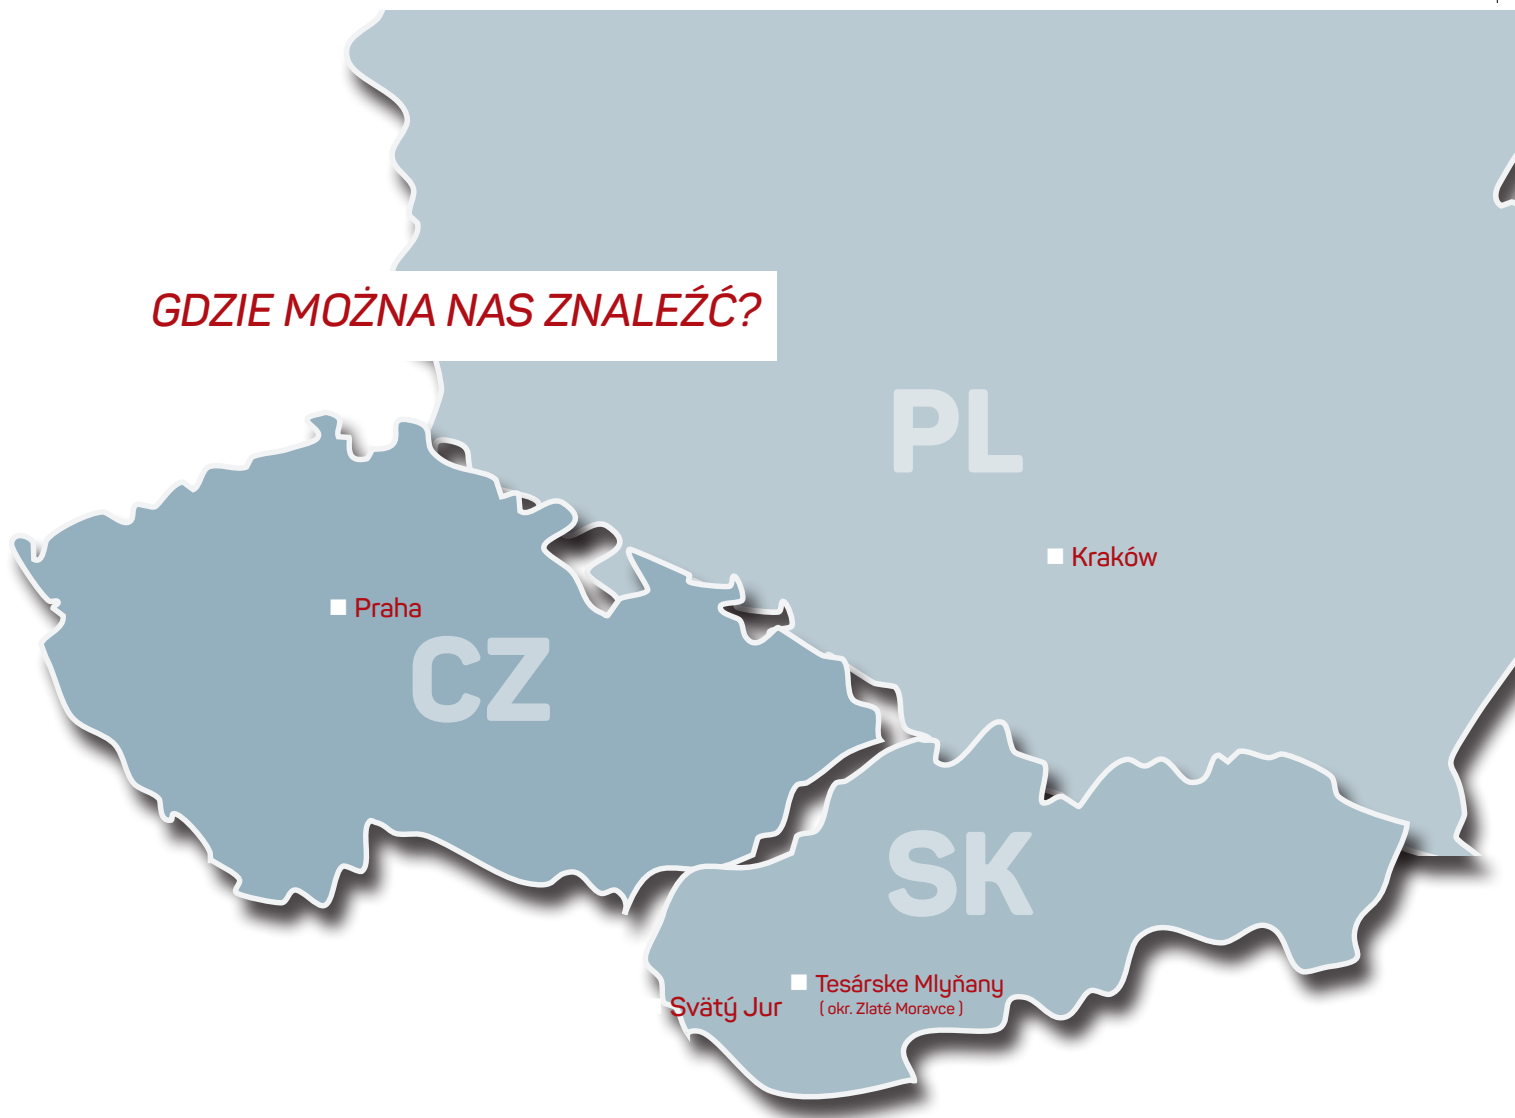 GDZIE MOŻNA NAS ZNALEŹĆ?
PL
Kraków
Praha
CZ
SK
Tesárske Mlyňany
( okr. Zlaté Moravce )
Svätý Jur